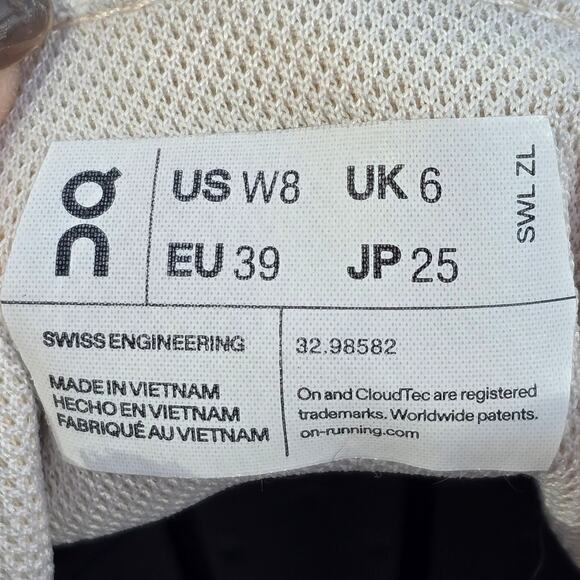 on
US W8 UK 6
EU 39 JP 25
SWL ZL
SWISS ENGINEERING
MADE IN VIETNAM
HECHO EN VIETNAM
FABRIQUÉ AU VIETNAM
32.98582
On and CloudTec are registered
trademarks. Worldwide patents.
on-running.com